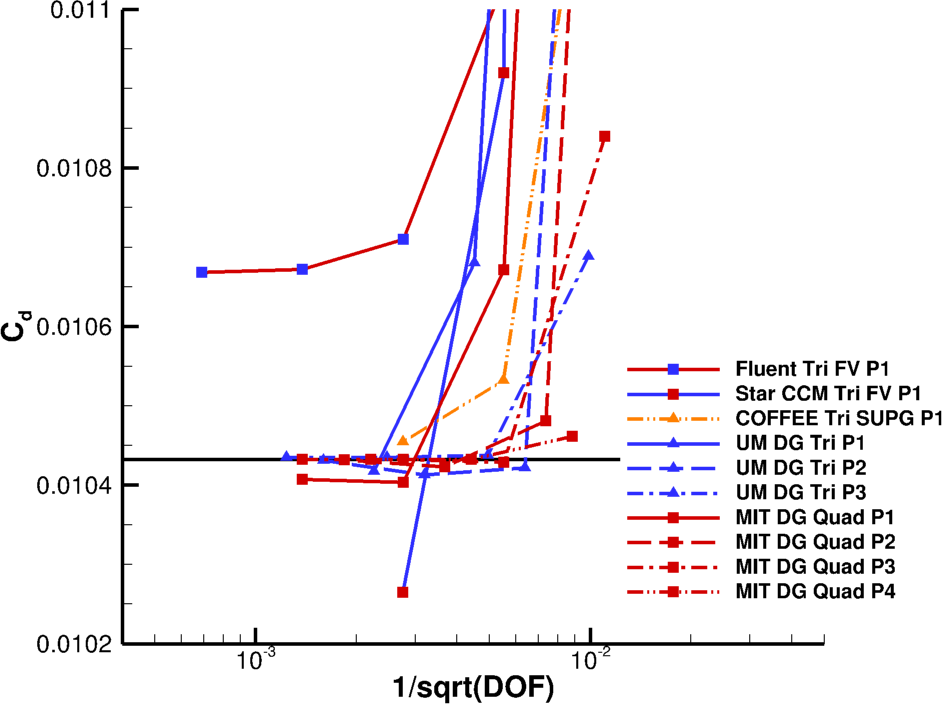 0.011
0.0108
0.0106
0.0104
0.0102
C_d
10^-3
10^-2
1/sqrt(DOF)
Fluent Tri FV P1
Star CCM Tri FV P1
COFFEE Tri SUPG P1
UM DG Tri P1
UM DG Tri P2
UM DG Tri P3
MIT DG Quad P1
MIT DG Quad P2
MIT DG Quad P3
MIT DG Quad P4